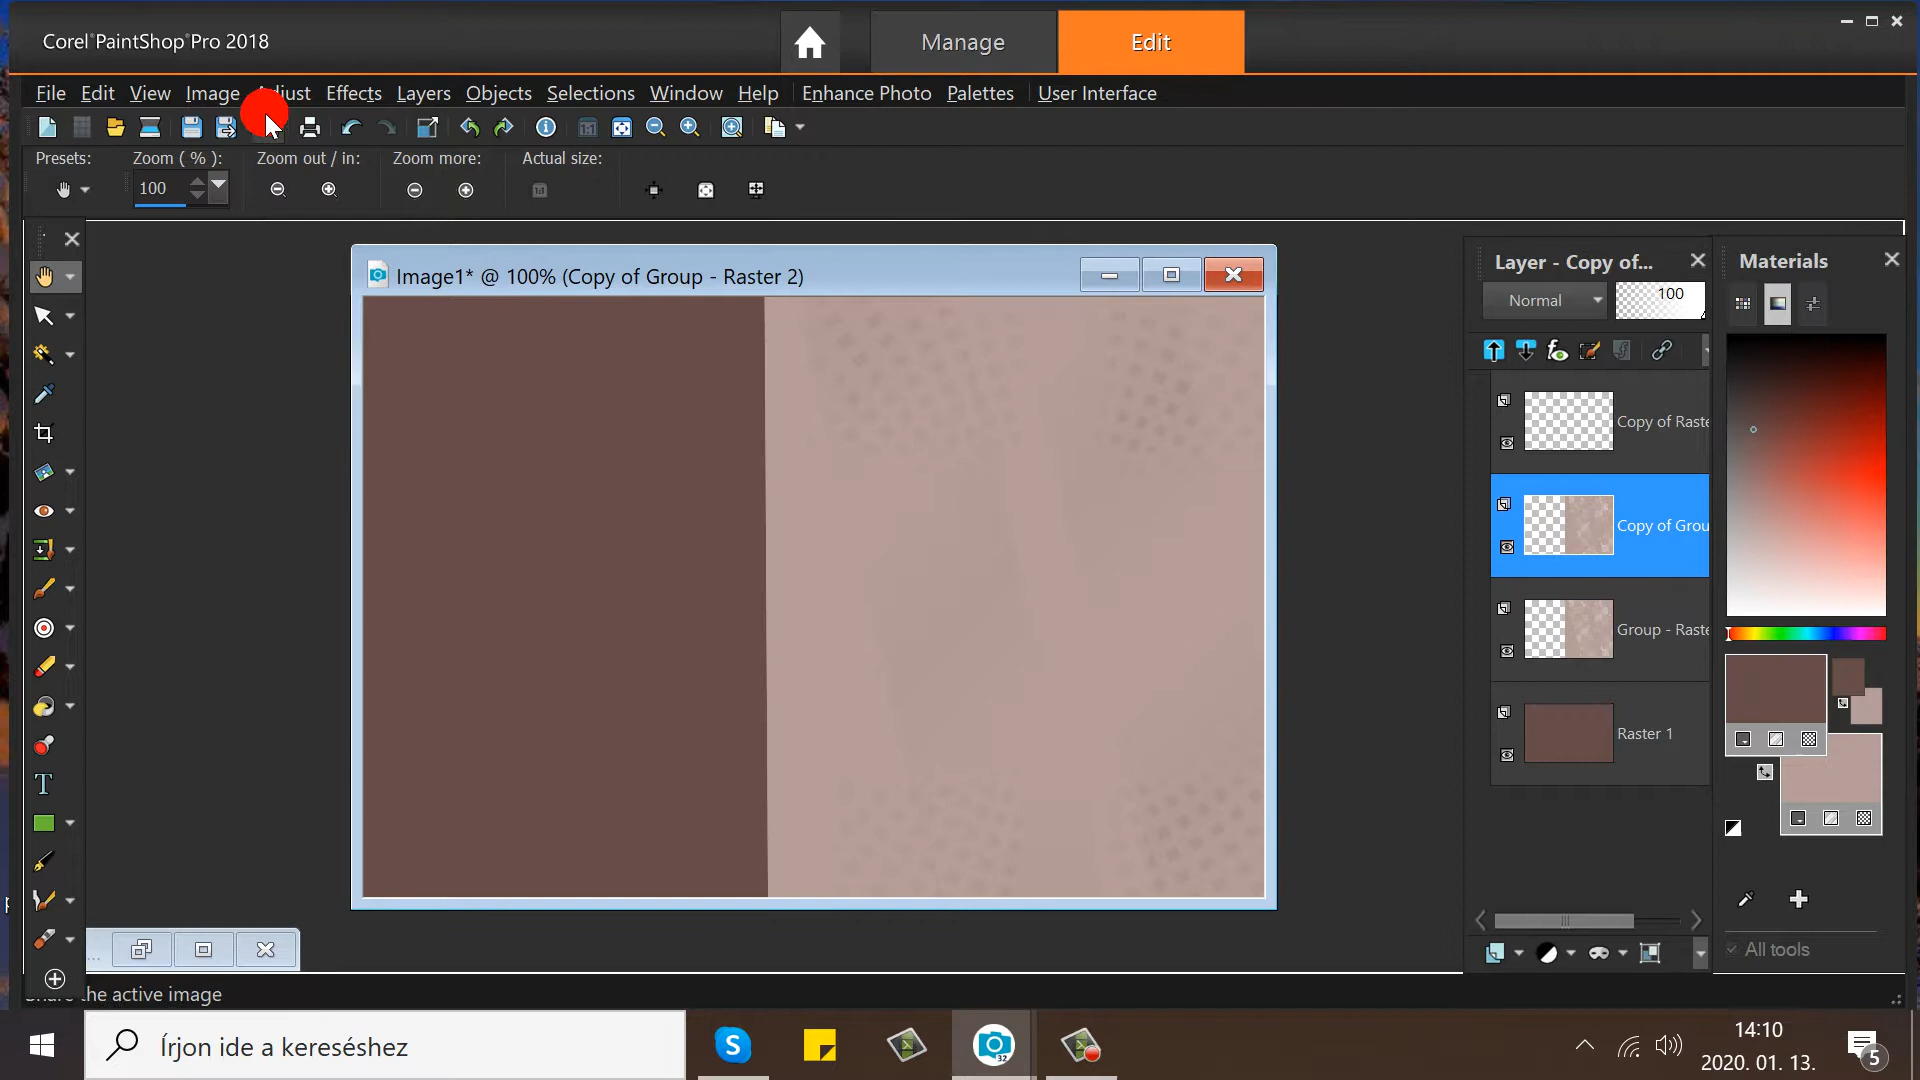 Corel®PaintShop®Pro 2018
Manage
Edit
File Edit View Image Adjust Effects Layers Objects Selections Window Help Enhance Photo Palettes User Interface
Presets: Zoom ( % ): Zoom out / in: Zoom more: Actual size:
100
Image1* @ 100% (Copy of Group - Raster 2)
Layer - Copy of...
Materials
Normal
100
Copy of Raste
Copy of Grou
Group - Raste
Raster 1
All tools
the active image
Írjon ide a kereséshez
32
14:10
2020. 01. 13.
5